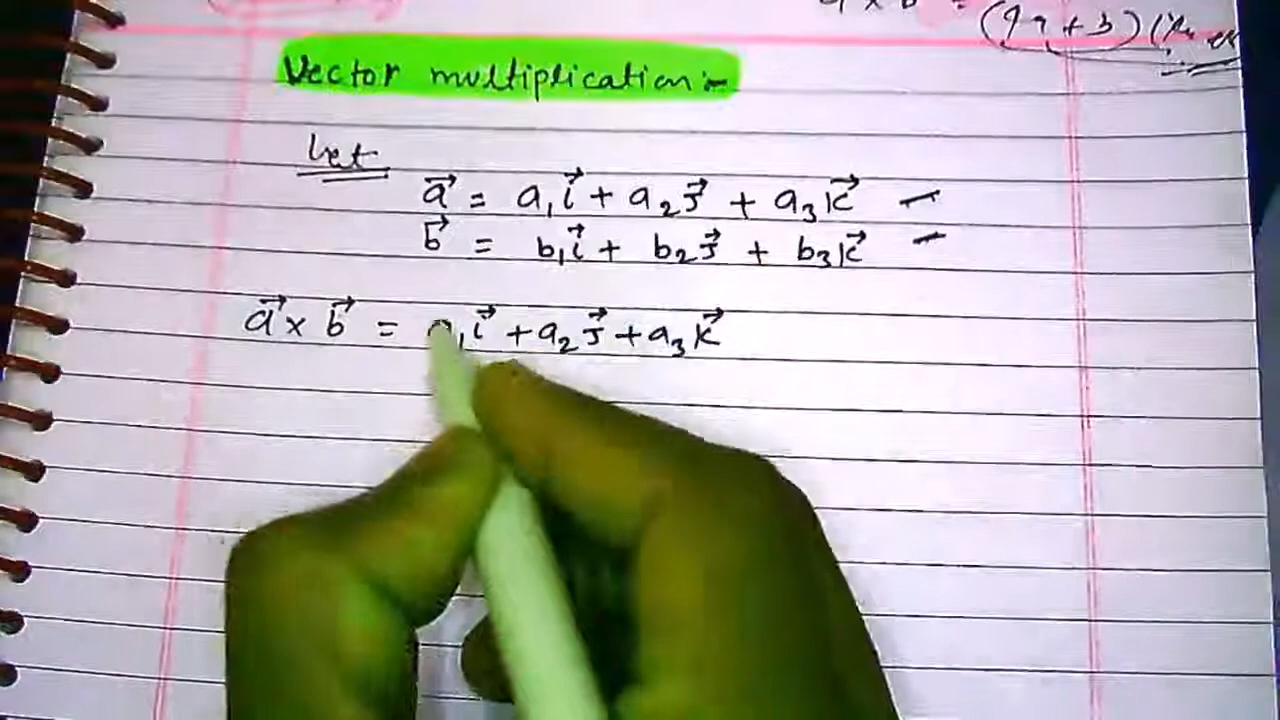 a × b =
(a + b) (
Vector multiplication :-
Let
a⃗ = a₁i⃗ + a₂j⃗ + a₃k⃗
b⃗ = b₁i⃗ + b₂j⃗ + b₃k⃗
a⃗ × b⃗ = a₁i⃗ + a₂j⃗ + a₃k⃗